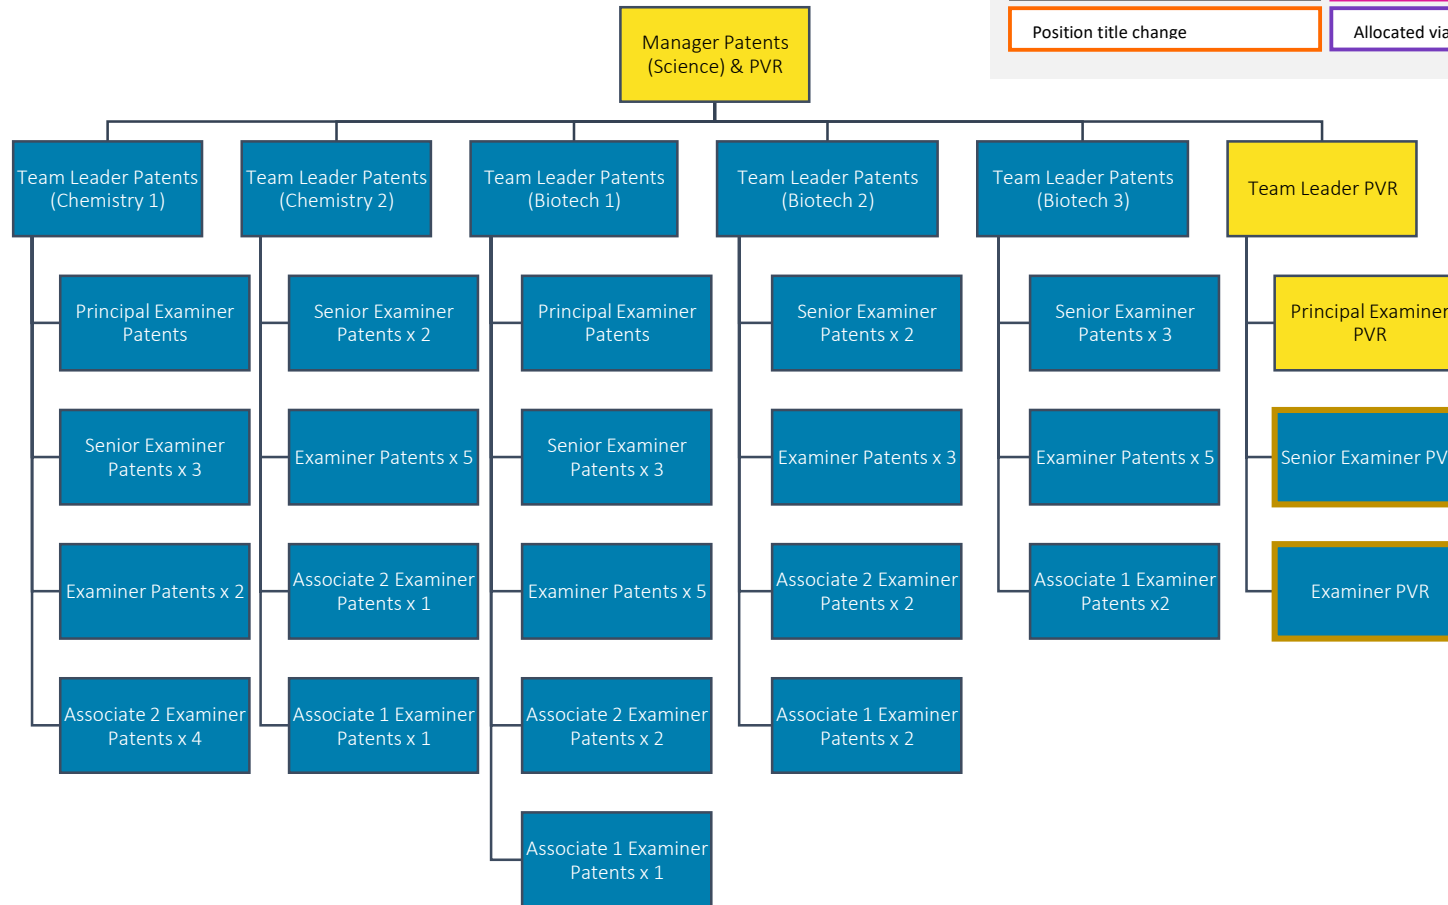 Position title change
Allocated via
Manager Patents
(Science) & PVR
Team Leader Patents
(Chemistry 1)
Team Leader Patents
(Chemistry 2)
Team Leader Patents
(Biotech 1)
Team Leader Patents
(Biotech 2)
Team Leader Patents
(Biotech 3)
Team Leader PVR
Principal Examiner
Patents
Senior Examiner
Patents x 2
Principal Examiner
Patents
Senior Examiner
Patents x 2
Senior Examiner
Patents x 3
Principal Examiner
PVR
Senior Examiner
Patents x 3
Examiner Patents x 5
Senior Examiner
Patents x 3
Examiner Patents x 3
Examiner Patents x 5
Senior Examiner PV
Examiner Patents x 2
Associate 2 Examiner
Patents x 1
Examiner Patents x 5
Associate 2 Examiner
Patents x 2
Associate 1 Examiner
Patents x2
Examiner PVR
Associate 2 Examiner
Patents x 4
Associate 1 Examiner
Patents x 1
Associate 2 Examiner
Patents x 2
Associate 1 Examiner
Patents x 2
Associate 1 Examiner
Patents x 1